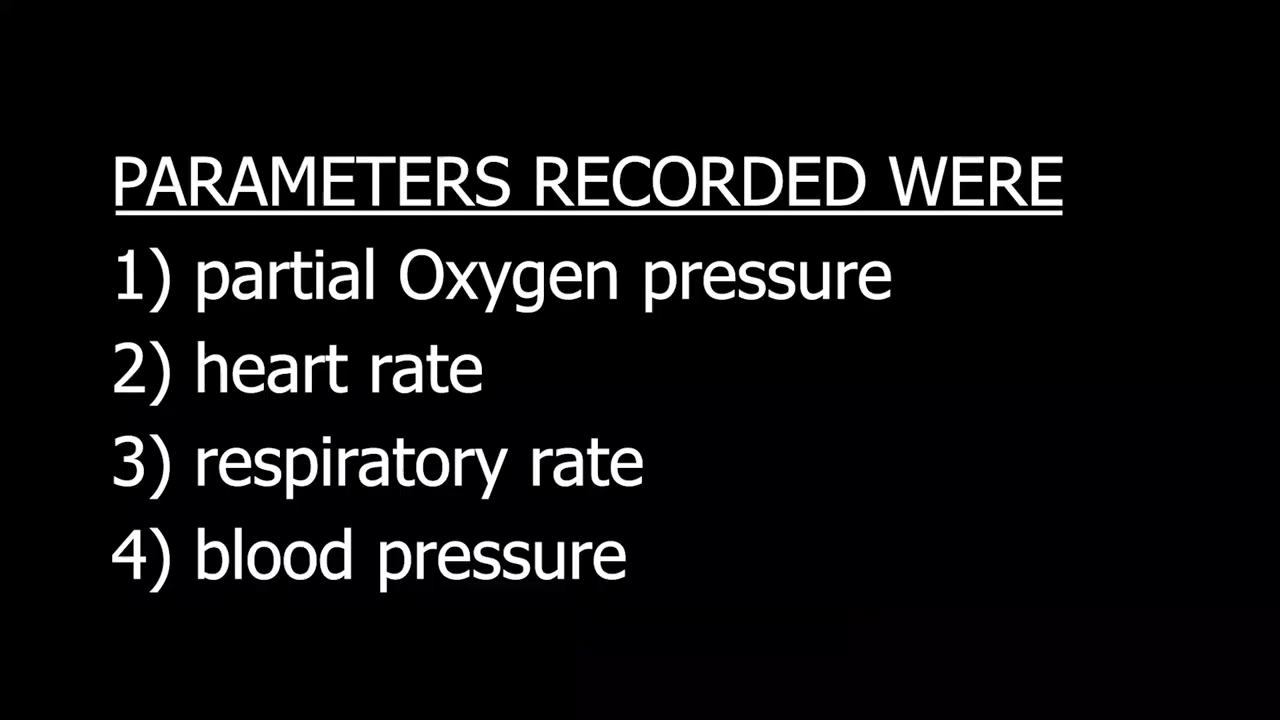 PARAMETERS RECORDED WERE
1) partial Oxygen pressure
2) heart rate
3) respiratory rate
4) blood pressure